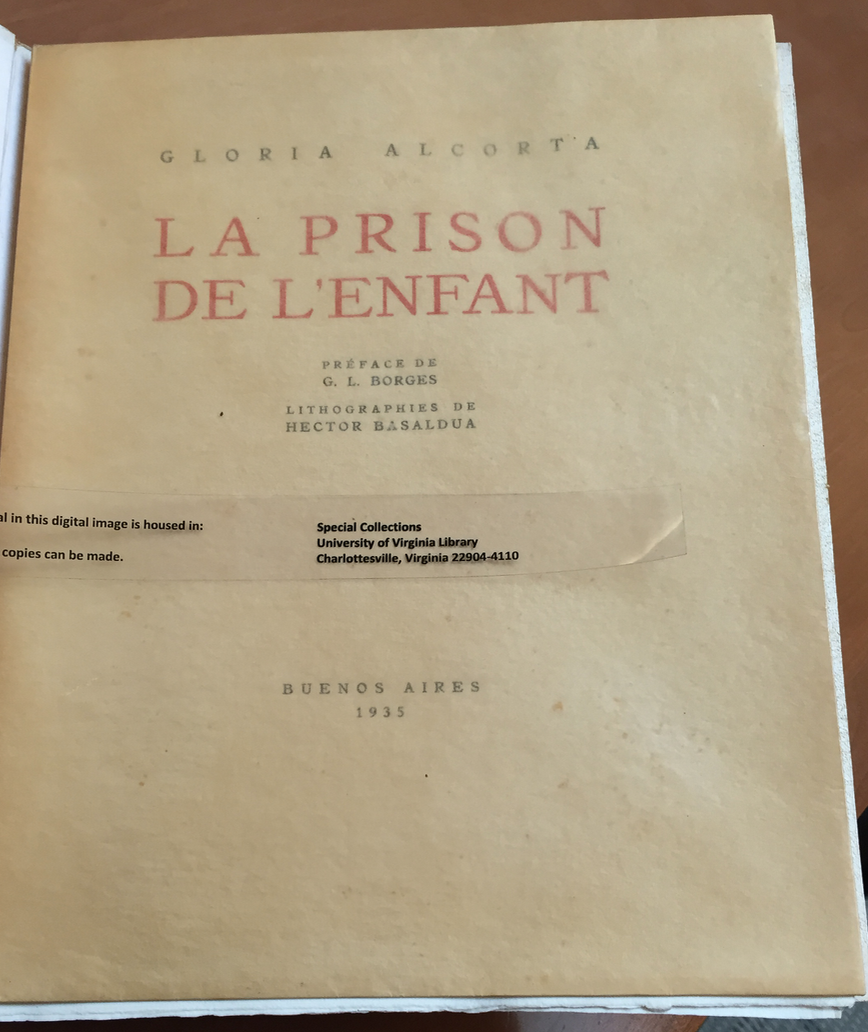 GLORIA ALCORTA
LA PRISON
DE L'ENFANT
PRÉFACE DE
G. L. BORGES
LITHOGRAPHIES DE
HECTOR BASALDUA
al in this digital image is housed in:
copies can be made.
Special Collections
University of Virginia Library
Charlottesville, Virginia 22904-4110
BUENOS AIRES
1935